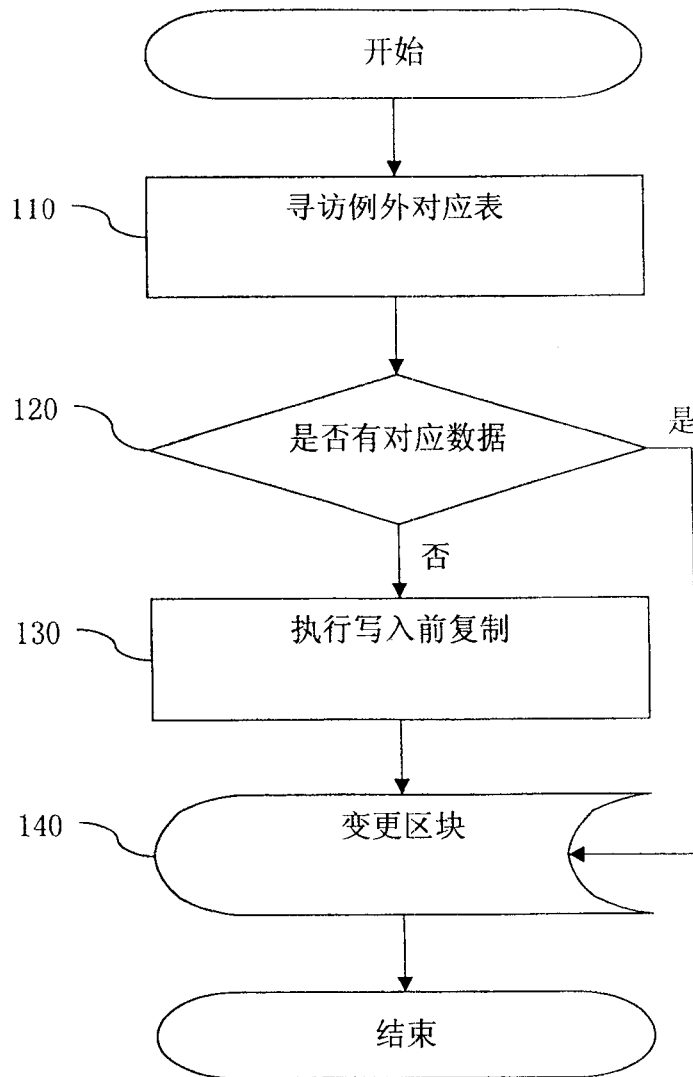 开始
110
寻访例外对应表
120
是否有对应数据
是
否
130
执行写入前复制
140
变更区块
结束